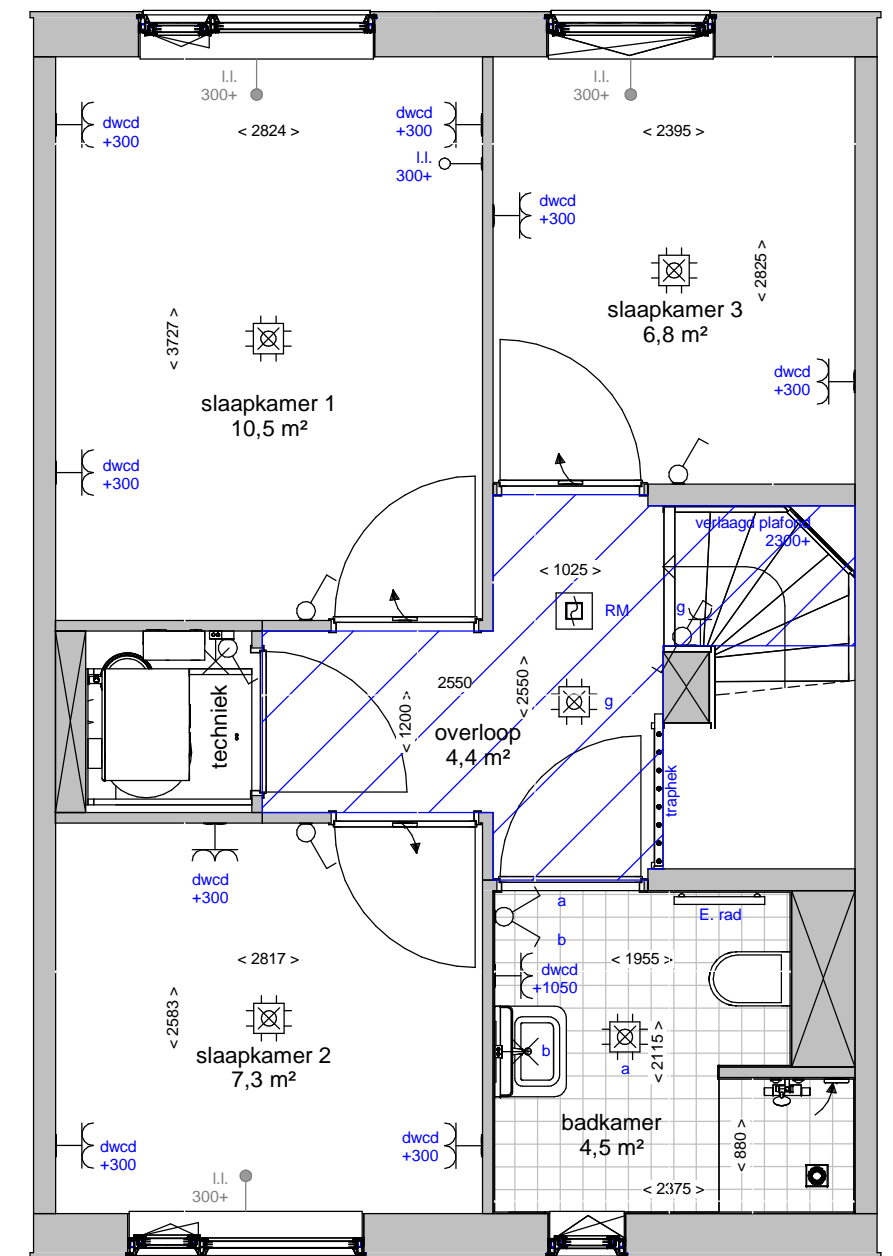 l.l.
300+
dwcd
+300
< 2824 >
dwcd
+300
l.l.
300+
< 3727 >
slaapkamer 1
10,5 m²
dwcd
+300
l.l.
300+
< 2395 >
dwcd
+300
< 2825 >
slaapkamer 3
6,8 m²
dwcd
+300
verlaagd plafond
2300+
< 1025 >
RM
g
techniek
2550
< 1200 >
< 2550 >
g
overloop
4,4 m²
traphek
dwcd
+300
< 2817 >
< 2583 >
slaapkamer 2
7,3 m²
dwcd
+300
dwcd
+300
l.l.
300+
a
b
E. rad
dwcd
+1050
< 1955 >
b
a
< 2115 >
badkamer
4,5 m²
< 880 >
< 2375 >